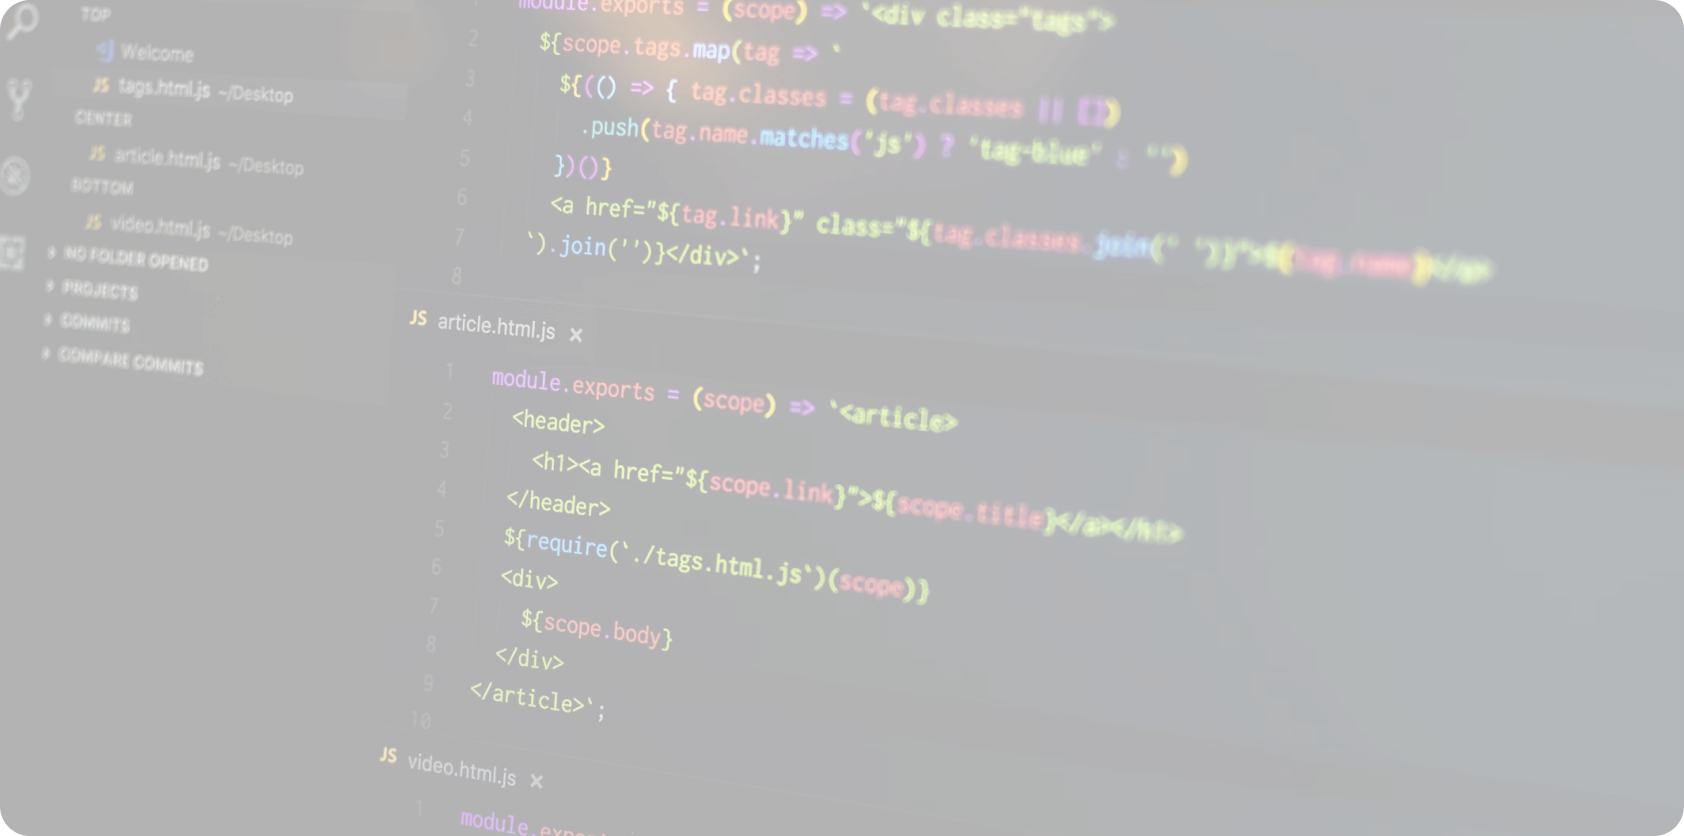 TOP
Welcome
JS tags.html.js ~/Desktop
CENTER
JS article.html.js ~/Desktop
BOTTOM
JS video.html.js ~/Desktop
NO FOLDER OPENED
PROJECTS
COMMITS
COMPARE COMMITS
module.exports = (scope) => `<div class="tags">
2 ${scope.tags.map(tag => `
3 ${(() => { tag.classes = (tag.classes || [])
4 .push(tag.name.matches('js') ? 'tag-blue' : '')
5 })()}
6 <a href="${tag.link}" class="${tag.classes.join(' ')}">${tag.name}</a>
7 `).join('')}</div>`;
8
JS article.html.js ×
1 module.exports = (scope) => `<article>
2 <header>
3 <h1><a href="${scope.link}">${scope.title}</a></h1>
4 </header>
5 ${require(`./tags.html.js`)(scope)}
6 <div>
7 ${scope.body}
8 </div>
9 </article>`;
10
JS video.html.js ×
1 module.exports